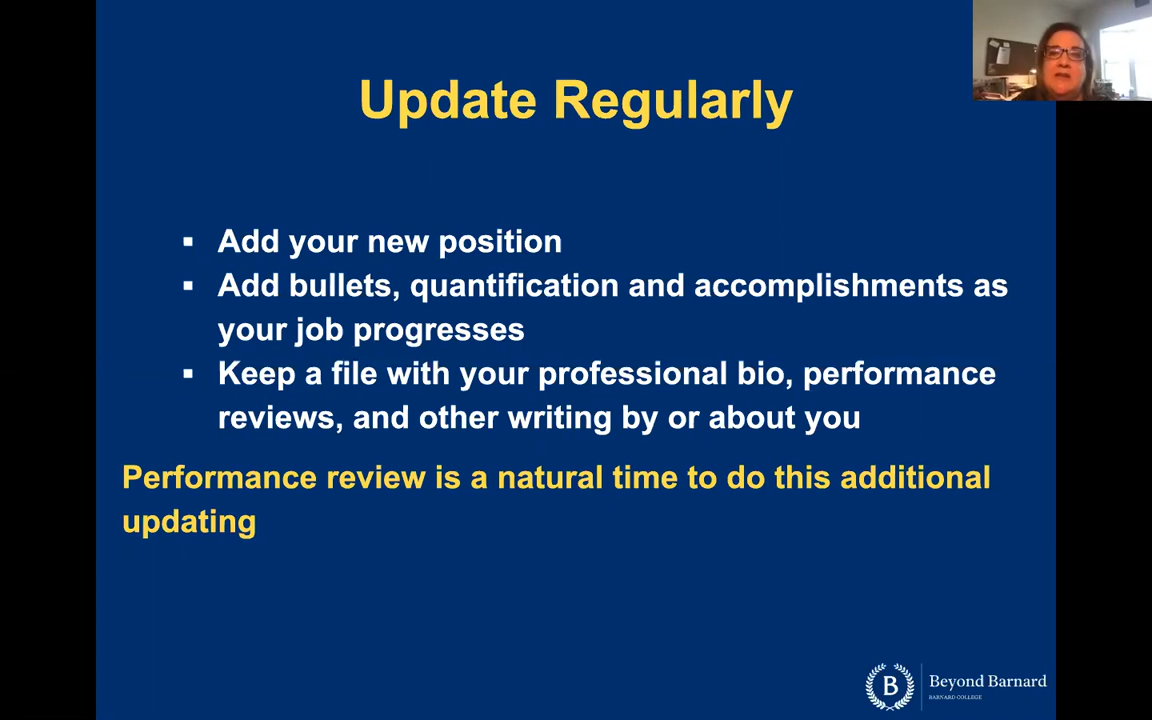 Update Regularly
▪ Add your new position
▪ Add bullets, quantification and accomplishments as
your job progresses
▪ Keep a file with your professional bio, performance
reviews, and other writing by or about you
Performance review is a natural time to do this additional
updating
B
Beyond Barnard
BARNARD COLLEGE